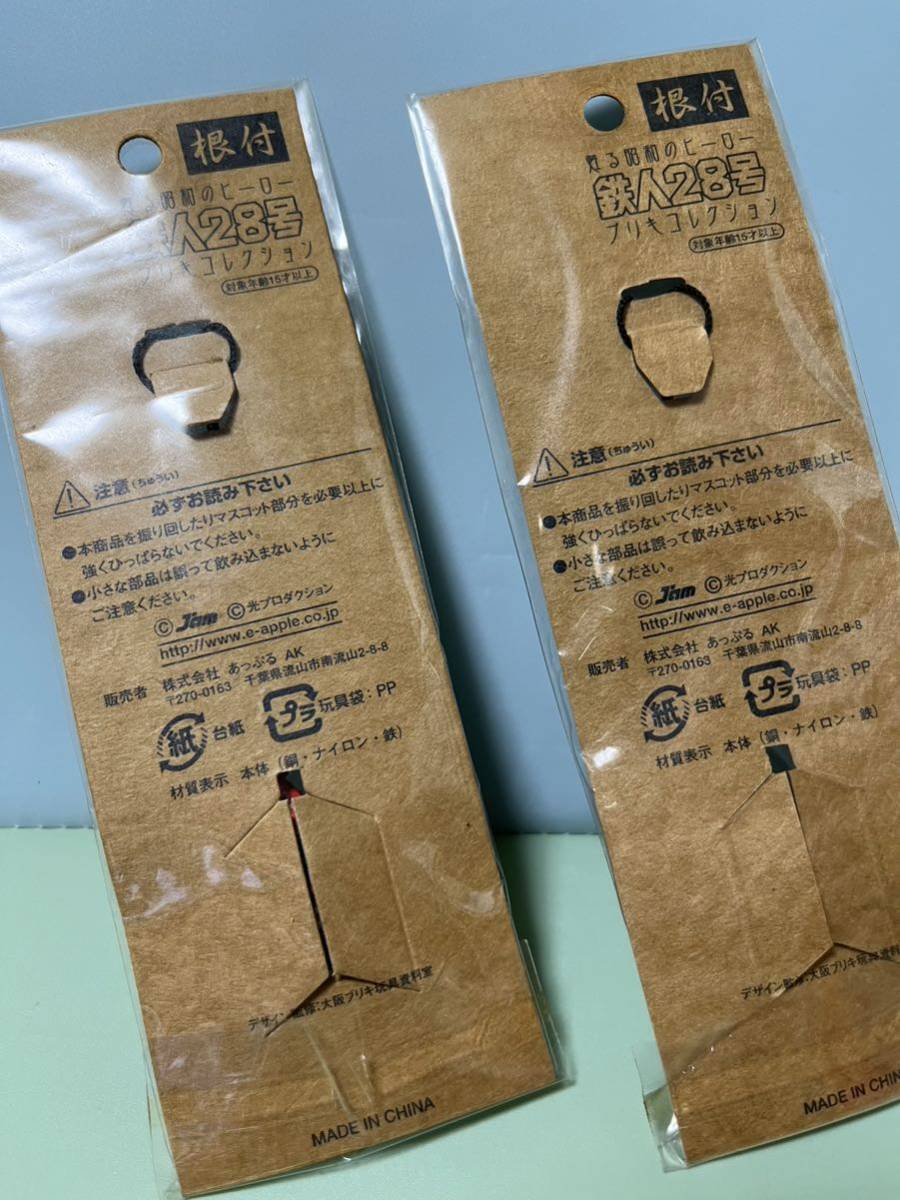 根付
甦る昭和のヒーロー
人28号
ブリキコレクション
対象年齢15才以上
注意(ちゅうい)
必ずお読み下さい
●本商品を振り回したりマスコット部分を必要以上に
強くひっぱらないでください。
●小さな部品は誤って飲み込まないように
ご注意ください。
© Jam © 光プロダクション
http://www.e-apple.co.jp
販売者 株式会社 あっぷる AK
〒270-0163 千葉県流山市南流山2-8-8
紙 台紙 プラ 玩具袋:PP
材質表示 本体(銅・ナイロン・鉄)
デザイン監修:大阪ブリキ玩具資料室
MADE IN CHINA
根付
甦る昭和のヒーロー
鉄人28号
ブリキコレクション
対象年齢15才以上
注意(ちゅうい)
必ずお読み下さい
●本商品を振り回したりマスコット部分を必要以上に
強くひっぱらないでください。
●小さな部品は誤って飲み込まないように
ご注意ください。
© Jam © 光プロダクション
http://www.e-apple.co.jp
販売者 株式会社 あっぷる AK
〒270-0163 千葉県流山市南流山2-8-8
紙 台紙 プラ 玩具袋:PP
材質表示 本体(銅・ナイロン・鉄)
デザイン監修:大阪ブリキ玩具資料
MADE IN CHIN